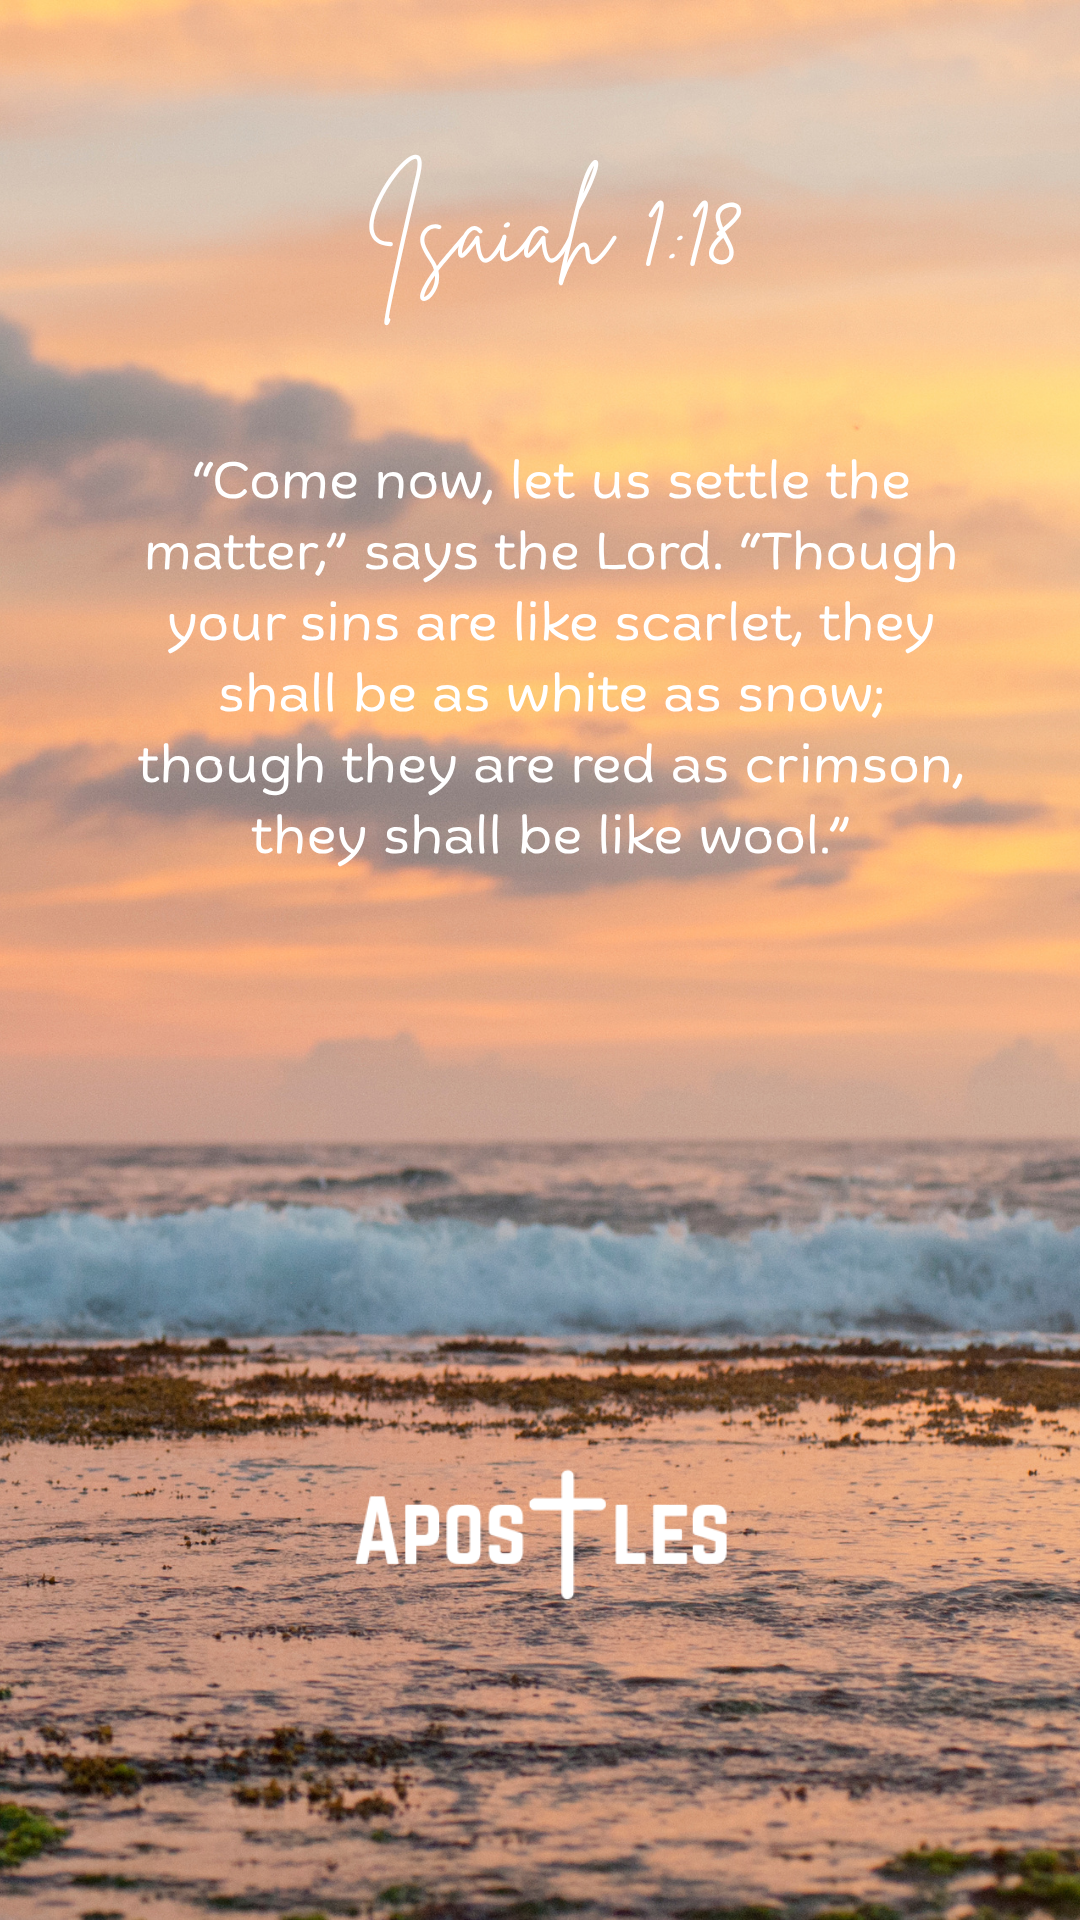 Isaiah 1:18
“Come now, let us settle the
matter,” says the Lord. “Though
your sins are like scarlet, they
shall be as white as snow;
though they are red as crimson,
they shall be like wool.”
APOSTLES